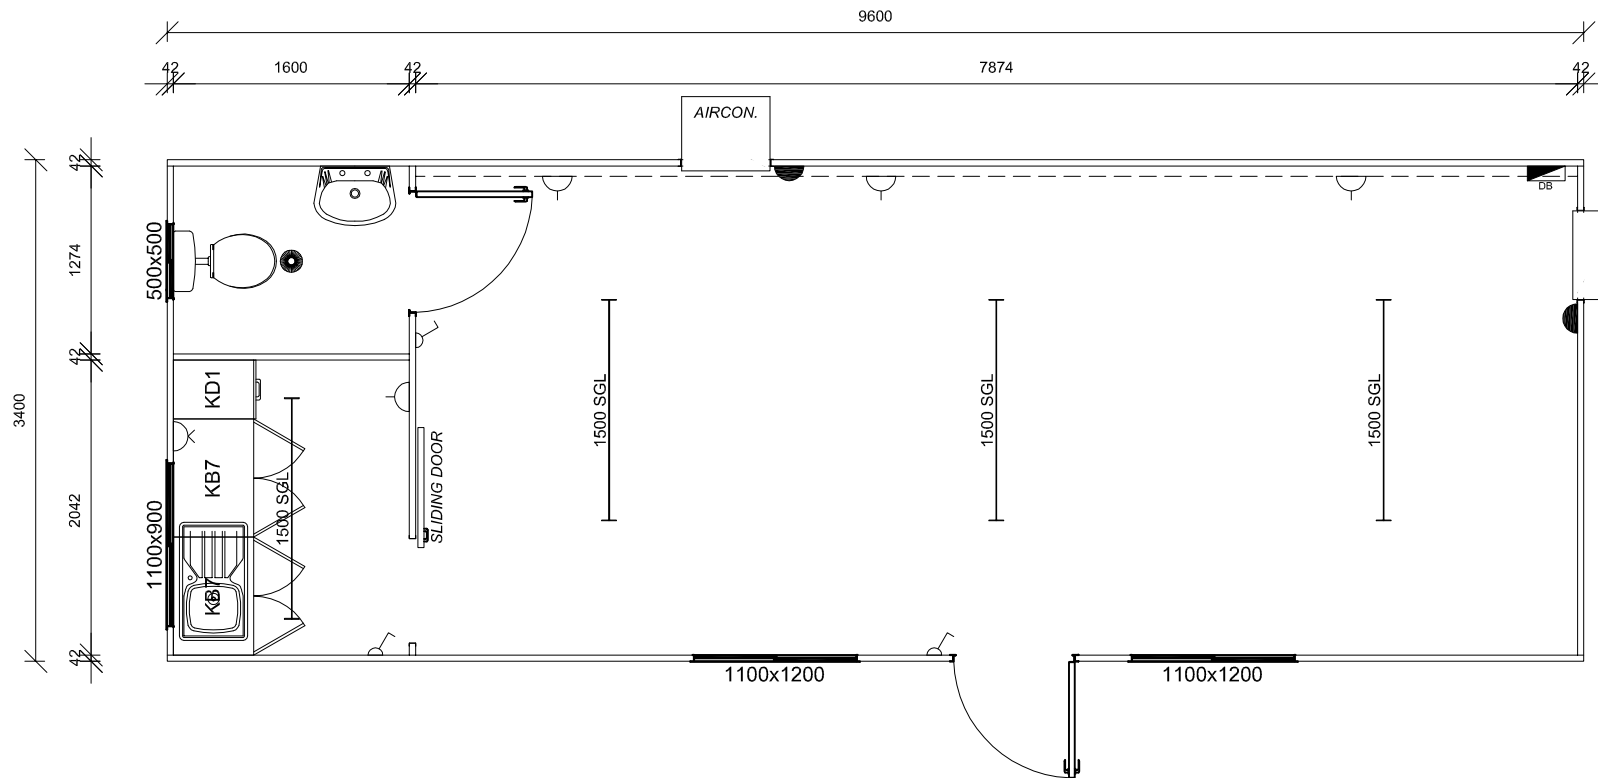 9600
42
1600
42
7874
42
AIRCON.
42
DB
500x500
1274
42
3400
KD1
1500 SGL
1500 SGL
1500 SGL
SLIDING DOOR
KB7
1500 SGL
2042
1100x900
KB7
42
1100x1200
1100x1200